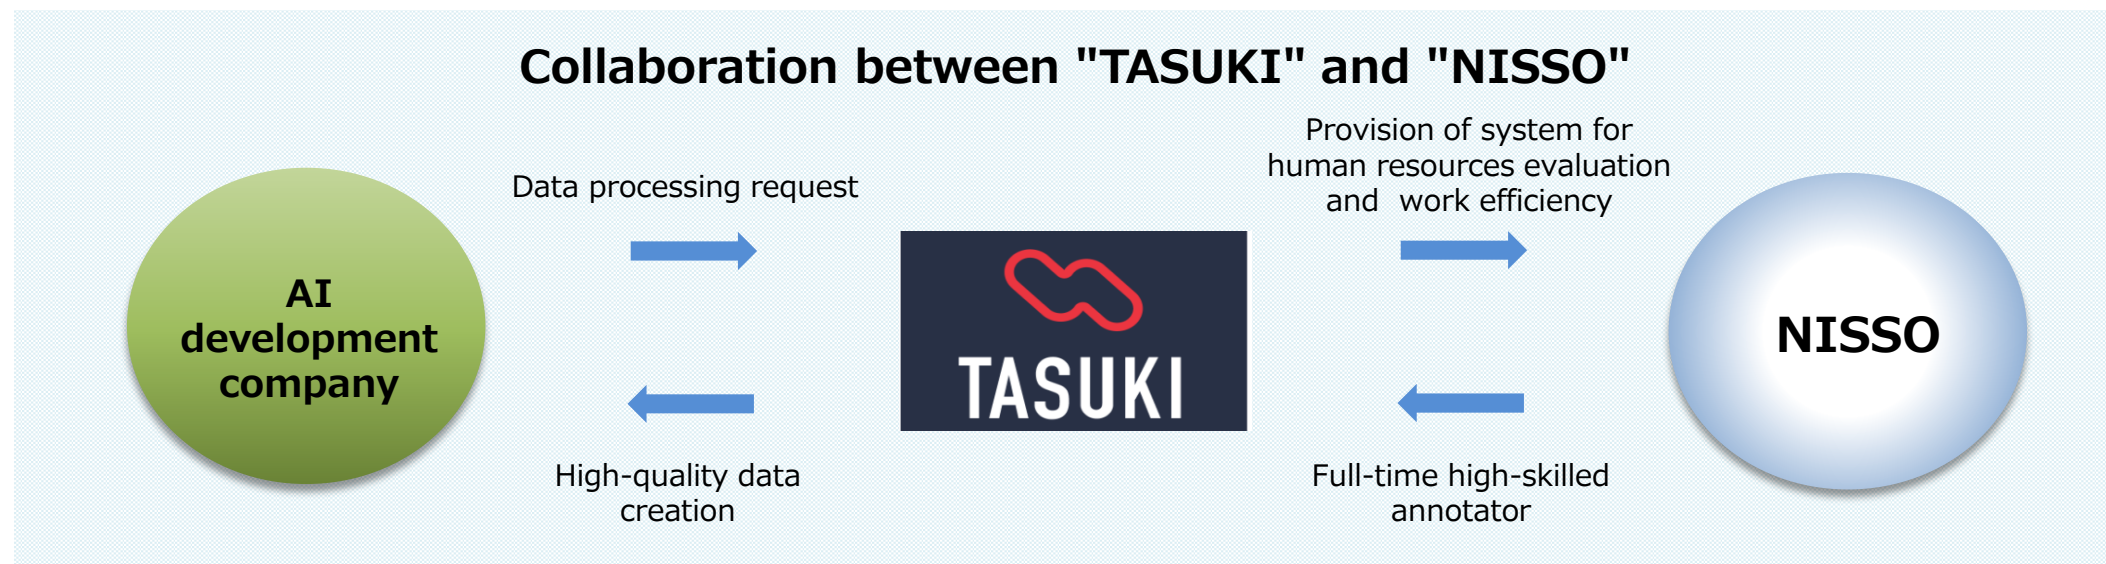 Collaboration between "TASUKI" and "NISSO"
Data processing request
Provision of system for
human resources evaluation
and work efficiency
AI
development
company
TASUKI
NISSO
High-quality data
creation
Full-time high-skilled
annotator